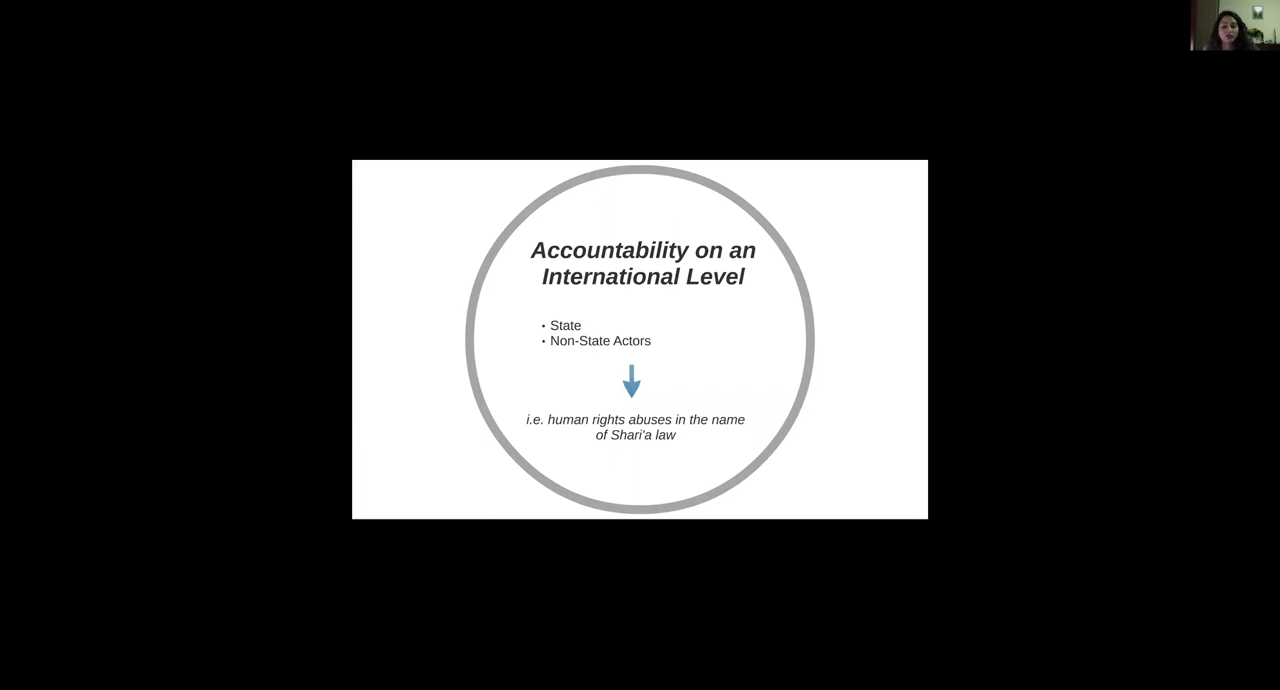 Accountability on an
International Level
• State
• Non-State Actors
i.e. human rights abuses in the name
of Shari'a law